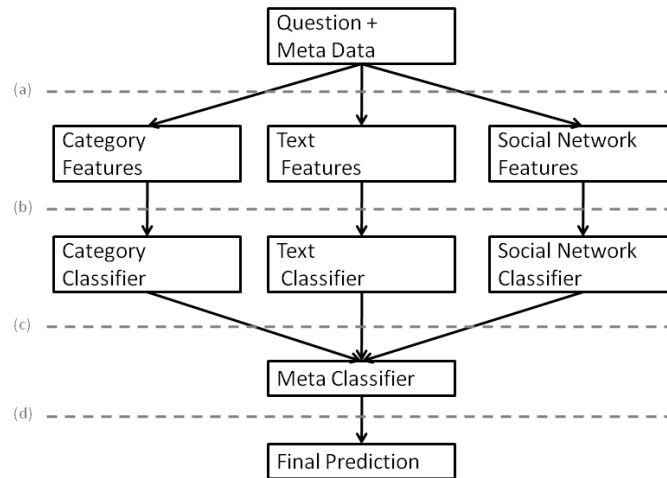 Question +
Meta Data
(a)
Category
Features
Text
Features
Social Network
Features
(b)
Category
Classifier
Text
Classifier
Social Network
Classifier
(c)
Meta Classifier
(d)
Final Prediction